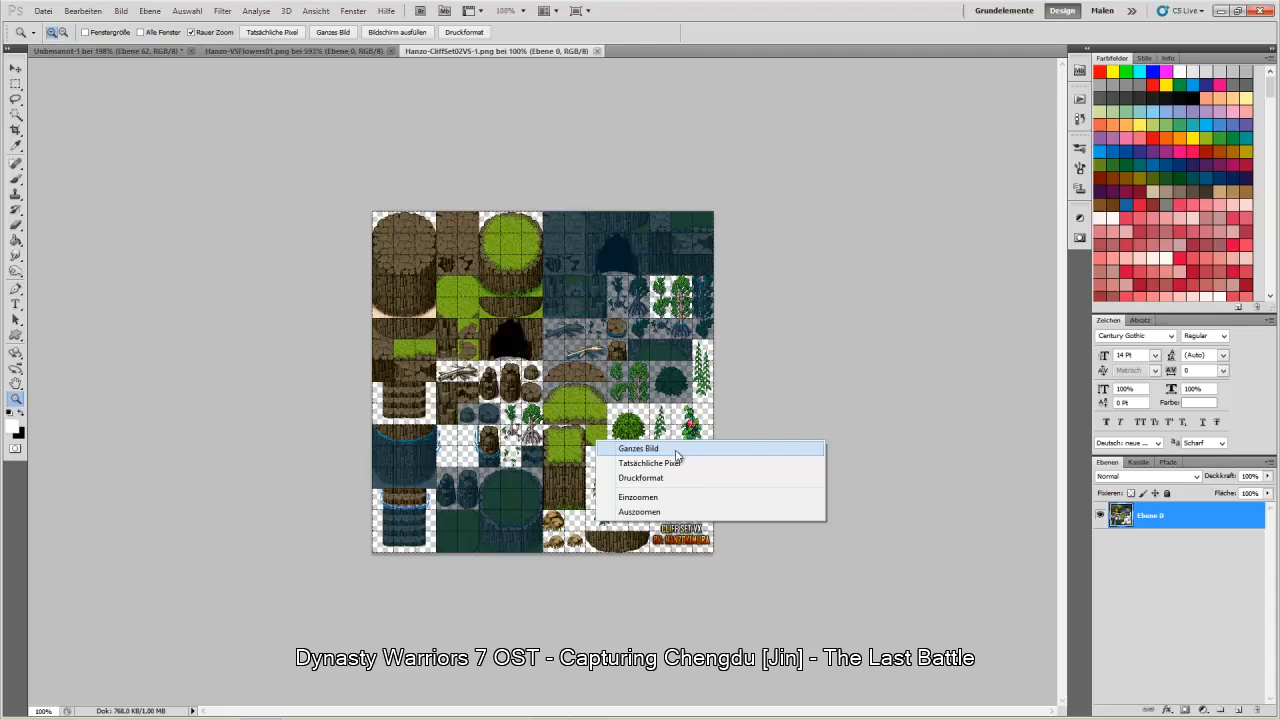 Datei Bearbeiten Bild Ebene Auswahl Filter Analyse 3D Ansicht Fenster Hilfe 100% Grundelemente Design Malen CS Live
Fenstergröße Alle Fenster Rauer Zoom Tatsächliche Pixel Ganzes Bild Bildschirm ausfüllen Druckformat
Unbenannt-1 bei 198% (Ebene 62, RGB/8) * Hanzo-VSFlowers01.png bei 593% (Ebene 0, RGB/8) Hanzo-CliffSet02VS-1.png bei 100% (Ebene 0, RGB/8)
Farbfelder Stile Info
Zeichen Absatz
Century Gothic Regular
14 Pt (Auto)
Metrisch 0
100% 100%
0 Pt Farbe:
Deutsch: neue ... Scharf
Ebenen Kanäle Pfade
Normal Deckkraft: 100%
Fixieren: Fläche: 100%
Ebene 0
Ganzes Bild
Tatsächliche Pixel
Druckformat
Einzoomen
Auszoomen
CLIFF SET VX
BY: HANZOKIMURA
Dynasty Warriors 7 OST - Capturing Chengdu [Jin] - The Last Battle
100% Dok: 768,0 KB/1,00 MB